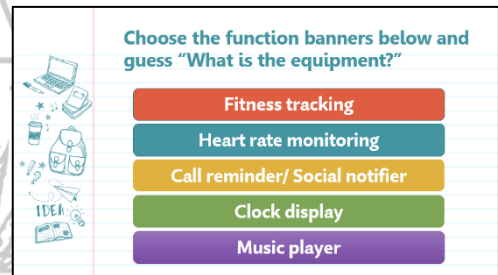 Choose the function banners below and
guess “What is the equipment?”
Fitness tracking
Heart rate monitoring
Call reminder/ Social notifier
IDEA
Clock display
Music player